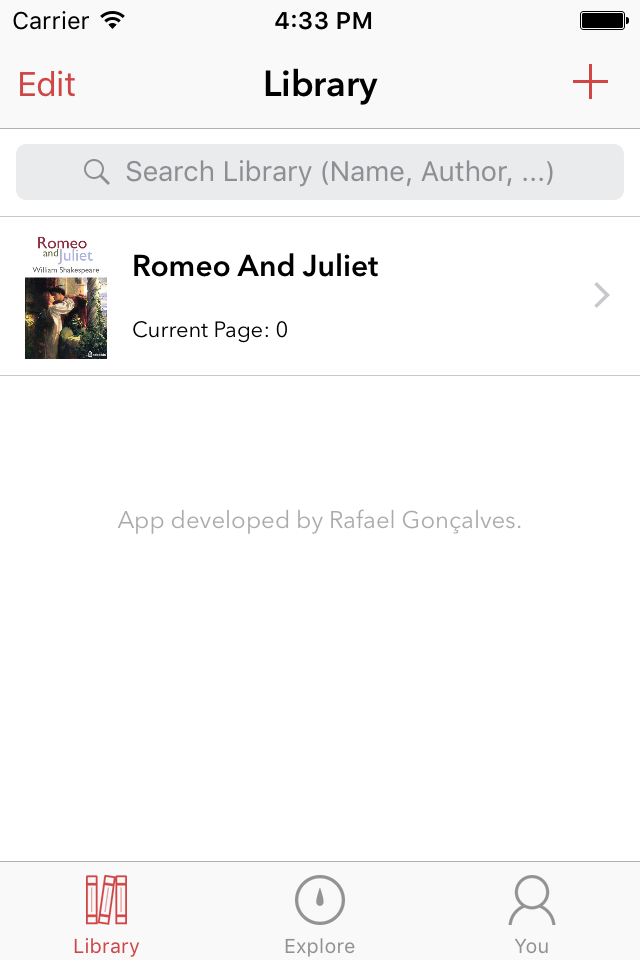 Carrier 4:33 PM
Edit Library
Search Library (Name, Author, ...)
Romeo
and Juliet
William Shakespeare
Romeo And Juliet
Current Page: 0
App developed by Rafael Gonçalves.
Library Explore You